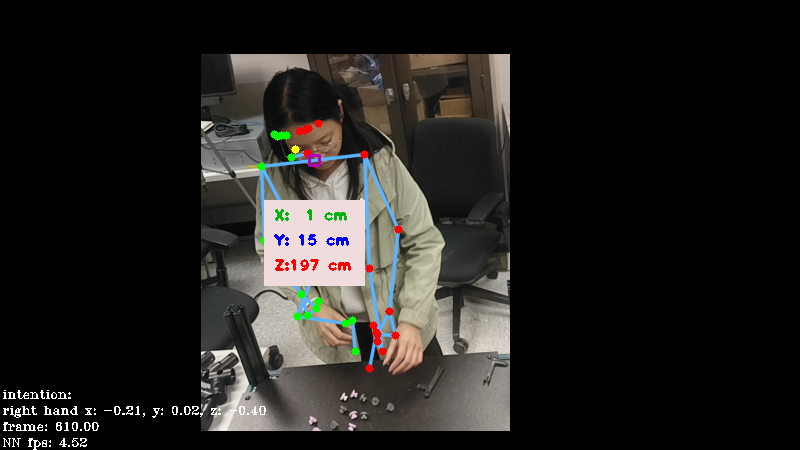 X: 1 cm
Y: 15 cm
Z:197 cm
intention:
right hand x: -0.21, y: 0.02, z: -0.40
frame: 610.00
NN fps: 4.52